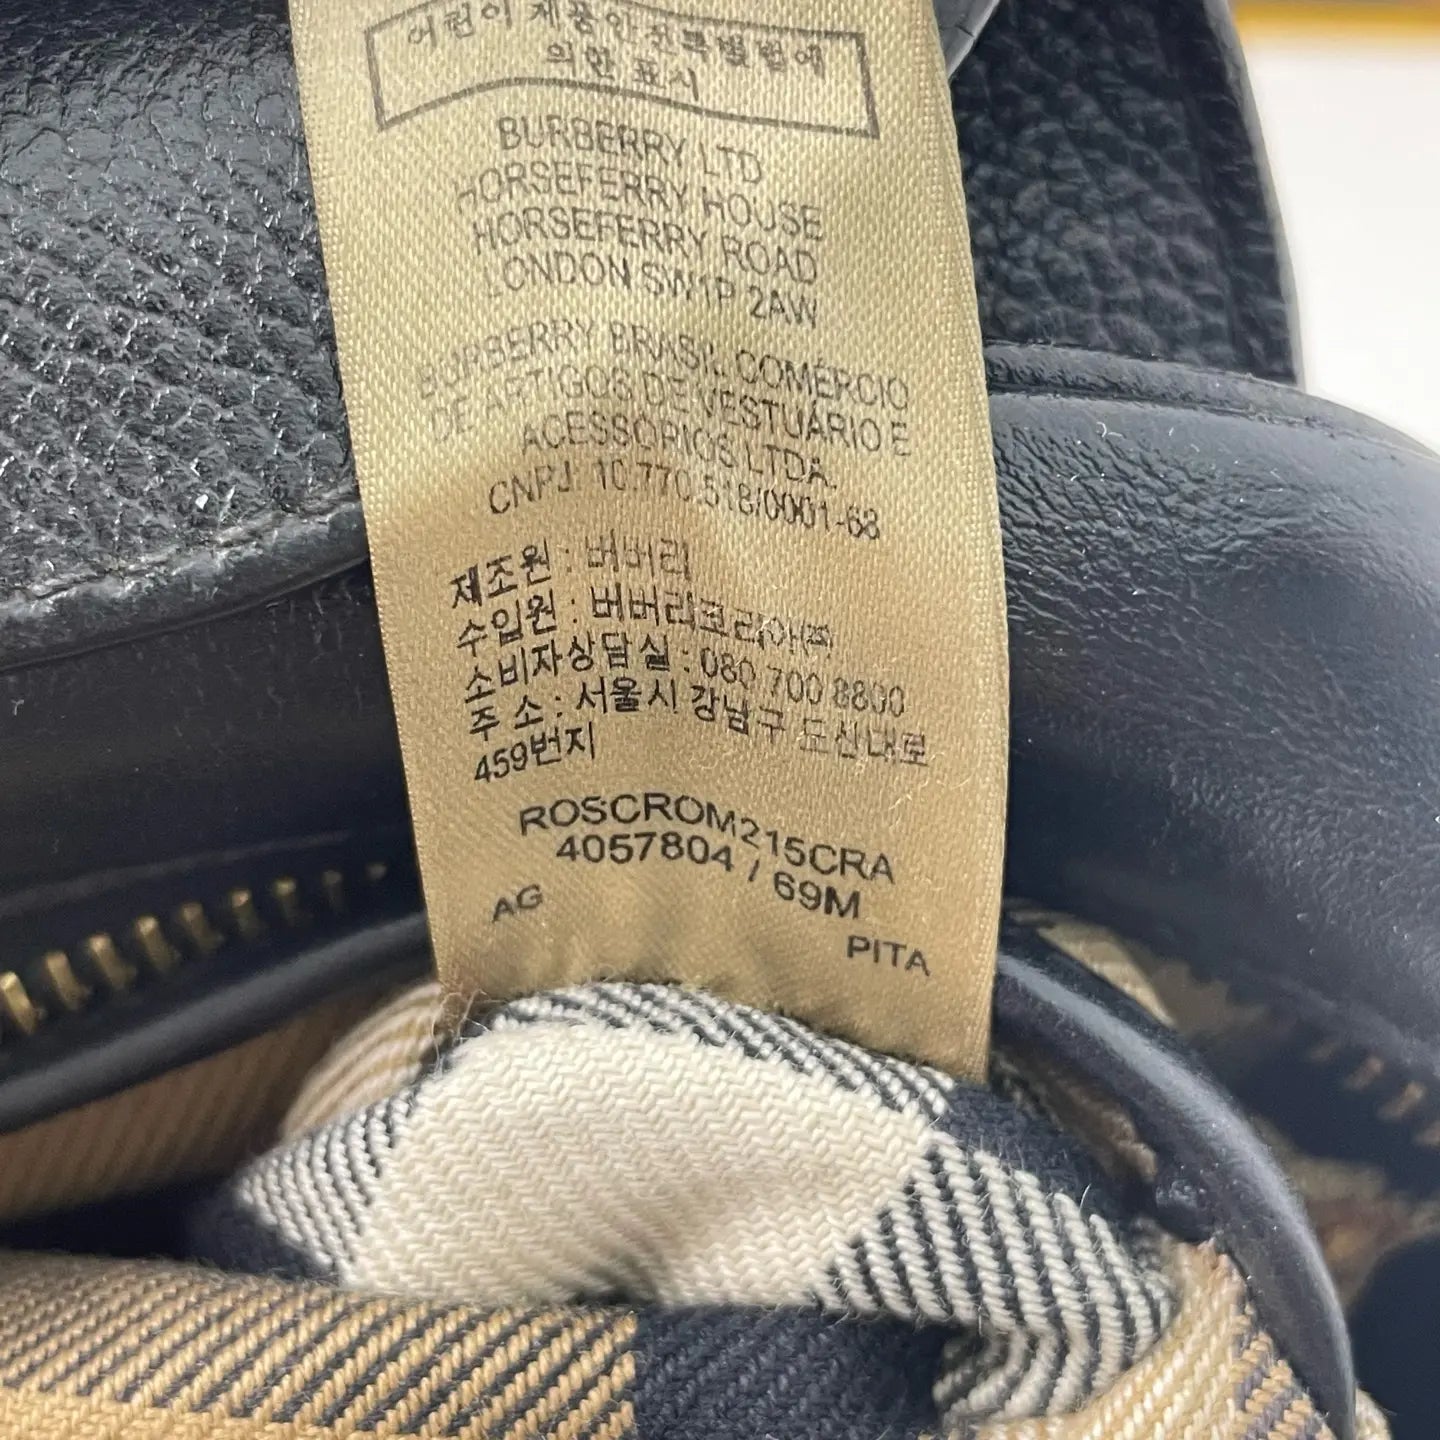 어린이제품안전특별법에
의한 표시
BURBERRY LTD
HORSEFERRY HOUSE
HORSEFERRY ROAD
LONDON SW1P 2AW
BURBERRY BRASIL COMÉRCIO
DE ARTIGOS DE VESTUÁRIO E
ACESSORIOS LTDA.
CNPJ: 10.770.518/0001-68
제조원 : 버버리
수입원 : 버버리코리아㈜
소비자상담실 : 080 700 8800
주 소 : 서울시 강남구 도산대로
459번지
ROSCROM215CRA
4057804 / 69M
AG
PITA